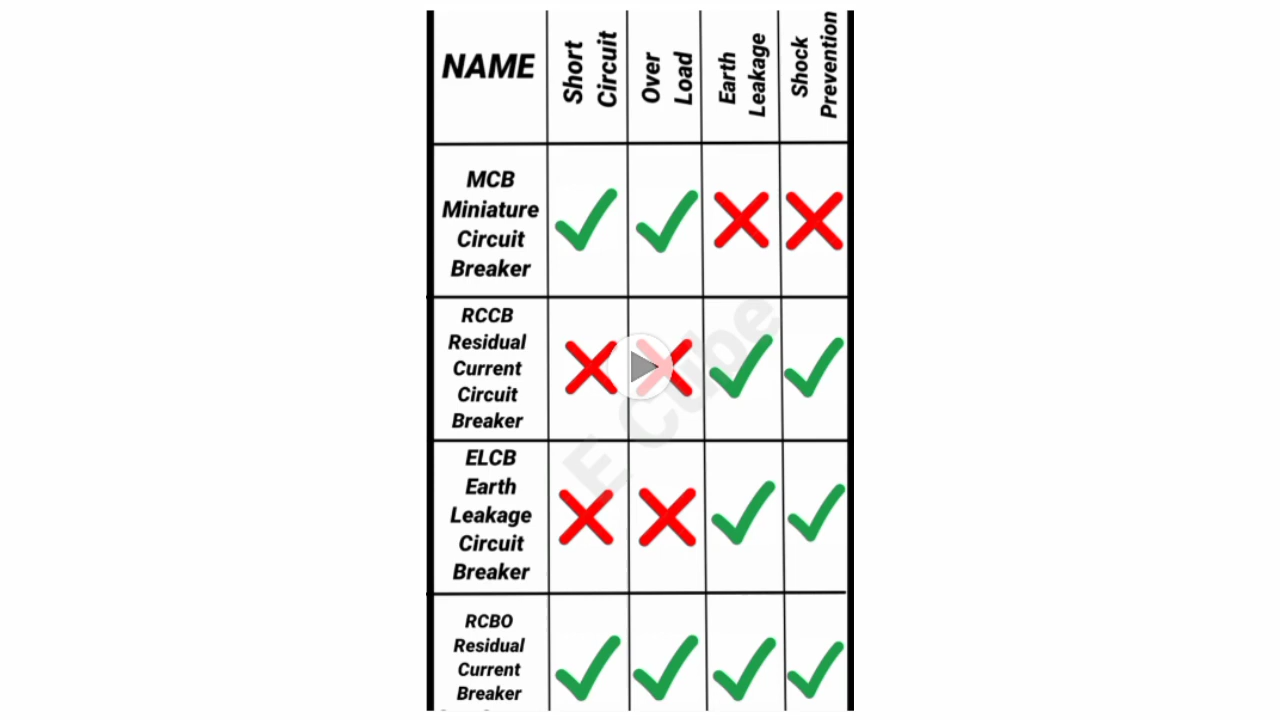 NAME
Short
Circuit
Over
Load
Earth
Leakage
Shock
Prevention
MCB
Miniature
Circuit
Breaker
RCCB
Residual
Current
Circuit
Breaker
ELCB
Earth
Leakage
Circuit
Breaker
RCBO
Residual
Current
Breaker
E Cube